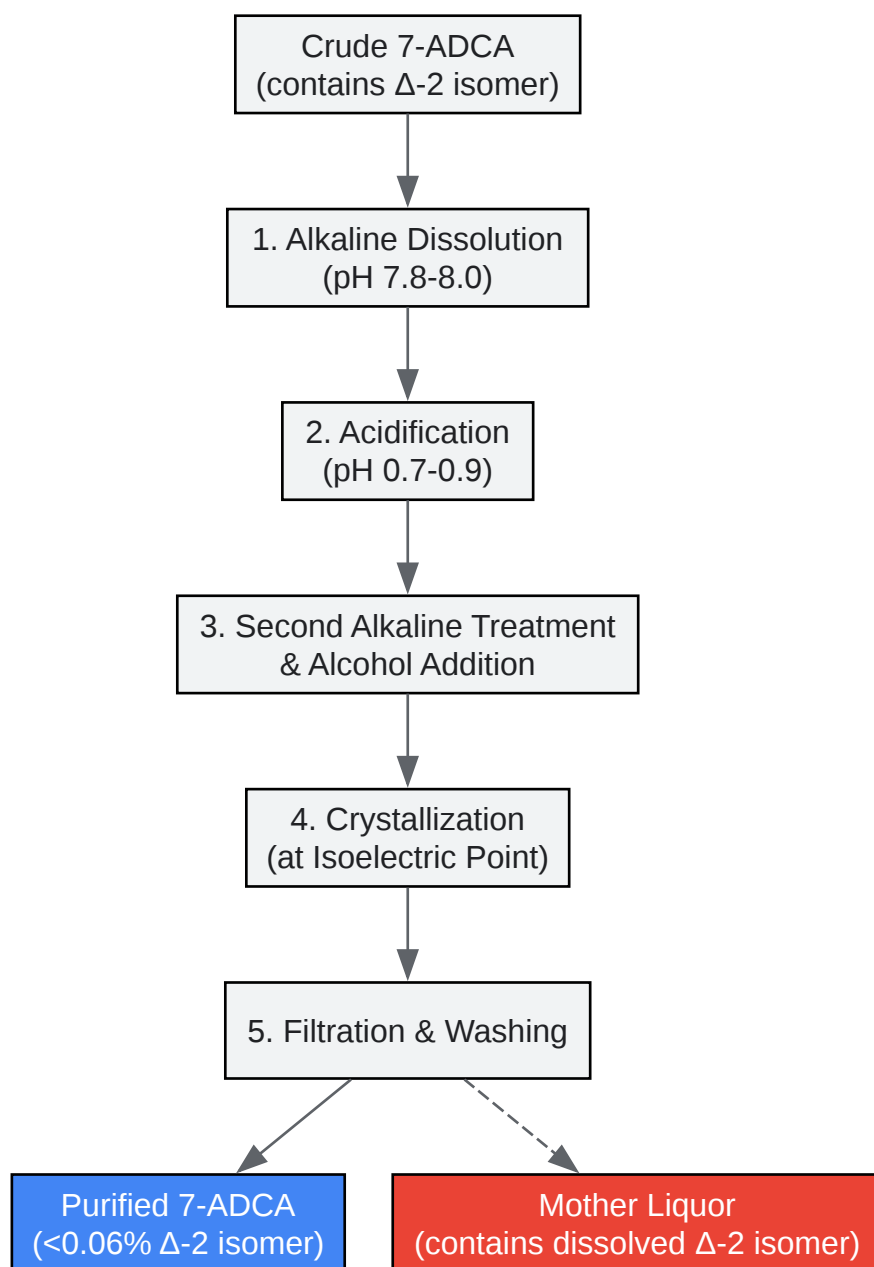 Crude 7-ADCA
(contains Δ-2 isomer)
1. Alkaline Dissolution
(pH 7.8-8.0)
2. Acidification
(pH 0.7-0.9)
3. Second Alkaline Treatment
& Alcohol Addition
4. Crystallization
(at Isoelectric Point)
5. Filtration & Washing
Purified 7-ADCA
(<0.06% Δ-2 isomer)
Mother Liquor
(contains dissolved Δ-2 isomer)